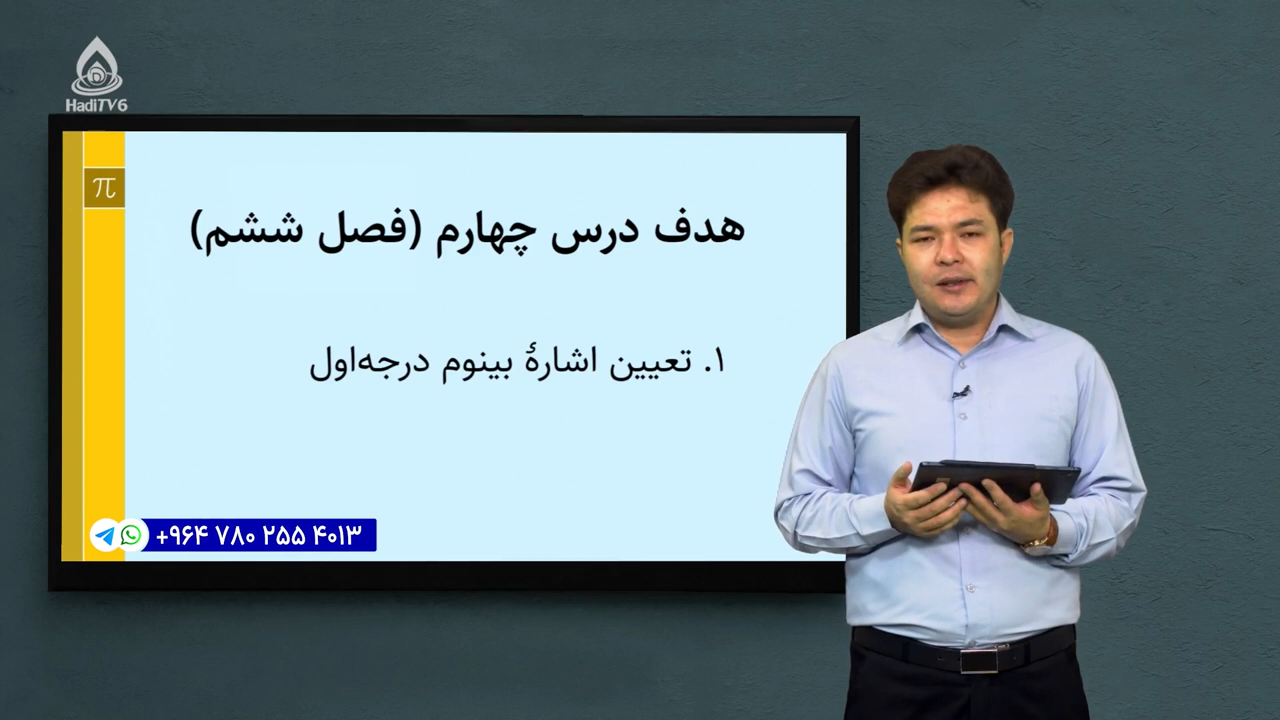 HadiTV6
π
هدف درس چهارم (فصل ششم)
۱. تعیین اشارهٔ بینوم درجه‌اول
+۹۶۴ ۷۸۰ ۲۵۵ ۴۰۱۳